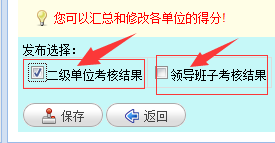 您可以汇总和修改各单位的得分!
发布选择：
二级单位考核结果 领导班子考核结果
保存 返回